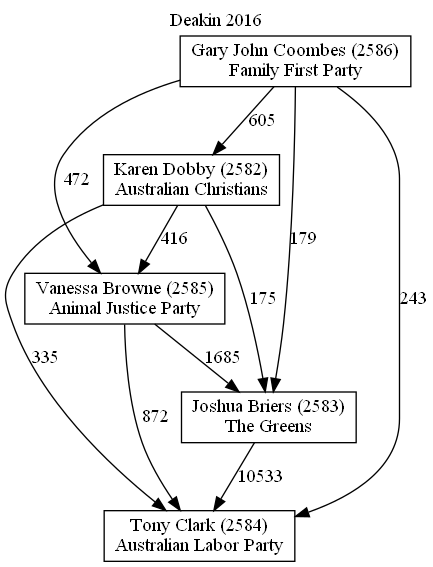 Deakin 2016
Gary John Coombes (2586)
Family First Party
605
Karen Dobby (2582)
Australian Christians
472
416
179
175
243
Vanessa Browne (2585)
Animal Justice Party
335
1685
872
Joshua Briers (2583)
The Greens
10533
Tony Clark (2584)
Australian Labor Party